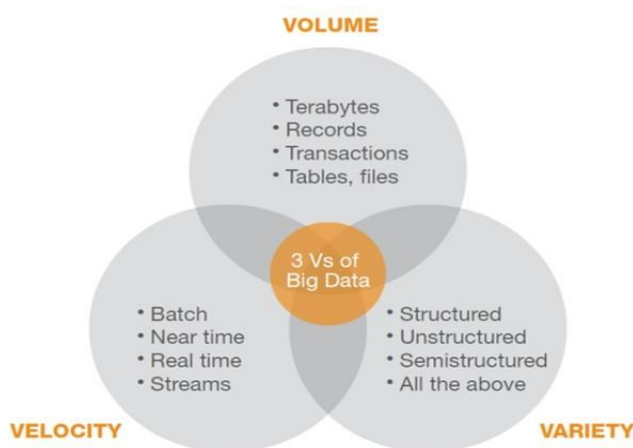 VOLUME
• Terabytes
• Records
• Transactions
• Tables, files
3 Vs of
Big Data
• Batch
• Near time
• Real time
• Streams
• Structured
• Unstructured
• Semistructured
• All the above
VELOCITY
VARIETY